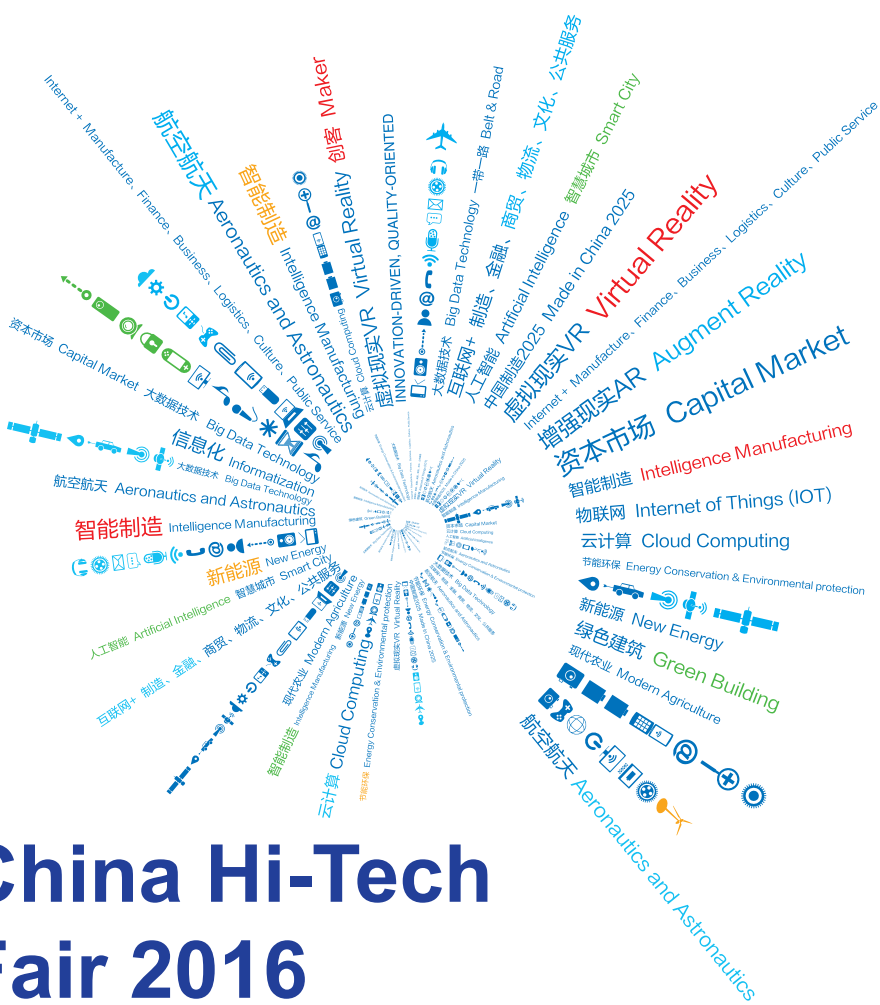 Internet + Manufacture、Finance、Business、Logistics、Culture、Public Service
航空航天 Aeronautics and Astronautics
智能制造 Intelligence Manufacturing
云计算 Cloud Computing
虚拟现实VR Virtual Reality 创客 Maker
INNOVATION-DRIVEN, QUALITY-ORIENTED
大数据技术 Big Data Technology 一带一路 Belt & Road
互联网+ 制造、金融、商贸、物流、文化、公共服务
人工智能 Artificial Intelligence 智慧城市 Smart City
中国制造2025 Made in China 2025
虚拟现实VR Virtual Reality
Internet + Manufacture、Finance、Business、Logistics、Culture、Public Service
增强现实AR Augment Reality
资本市场 Capital Market
智能制造 Intelligence Manufacturing
物联网 Internet of Things (IOT)
云计算 Cloud Computing
节能环保 Energy Conservation & Environmental protection
新能源 New Energy
绿色建筑 Green Building
现代农业 Modern Agriculture
航空航天 Aeronautics and Astronautics
资本市场 Capital Market 大数据技术 Big Data Technology
信息化 Informatization
大数据技术 Big Data Technology
航空航天 Aeronautics and Astronautics
智能制造 Intelligence Manufacturing
新能源 New Energy
人工智能 Artificial Intelligence 智慧城市 Smart City
互联网+ 制造、金融、商贸、物流、文化、公共服务
现代农业 Modern Agriculture
智能制造 Intelligence Manufacturing 新能源 New Energy
云计算 Cloud Computing
节能环保 Energy Conservation & Environmental protection
虚拟现实VR Virtual Reality
China Hi-Tech
Fair 2016